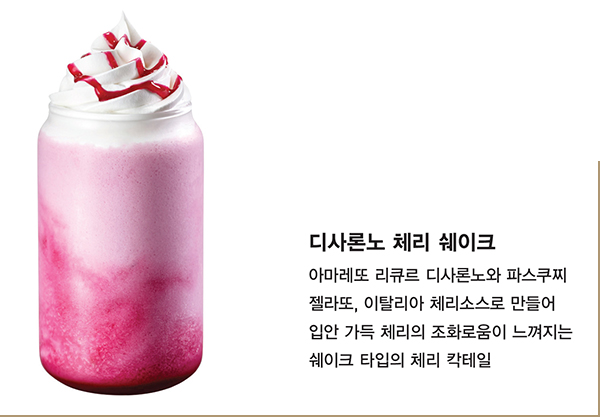 디사론노 체리 쉐이크
아마레또 리큐르 디사론노와 파스쿠찌
젤라또, 이탈리아 체리소스로 만들어
입안 가득 체리의 조화로움이 느껴지는
쉐이크 타입의 체리 칵테일